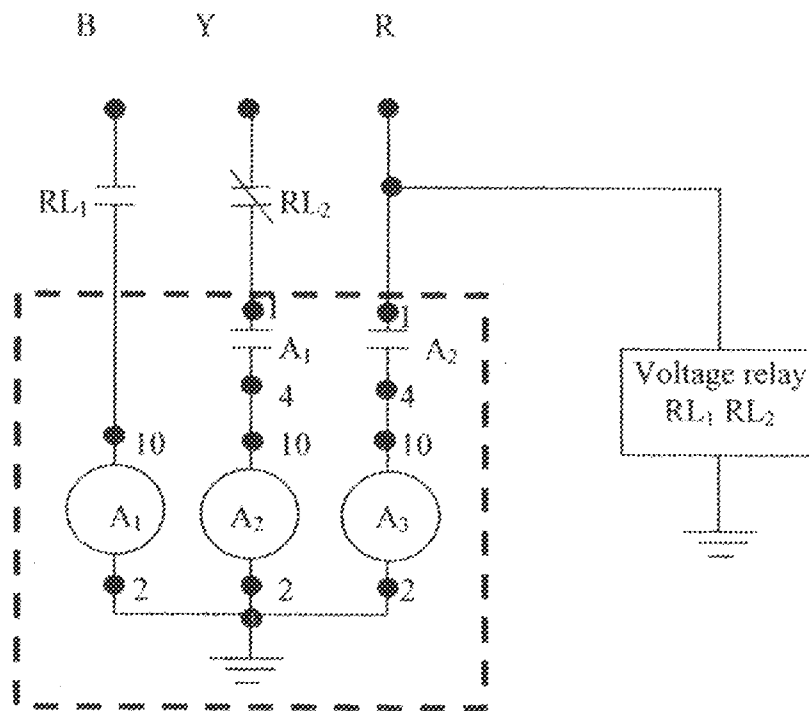 B Y R
RL₁ RL₂
1 1
A₁ A₂
4 4
10 10 10
A₁ A₂ A₃
2 2 2
Voltage relay
RL₁ RL₂